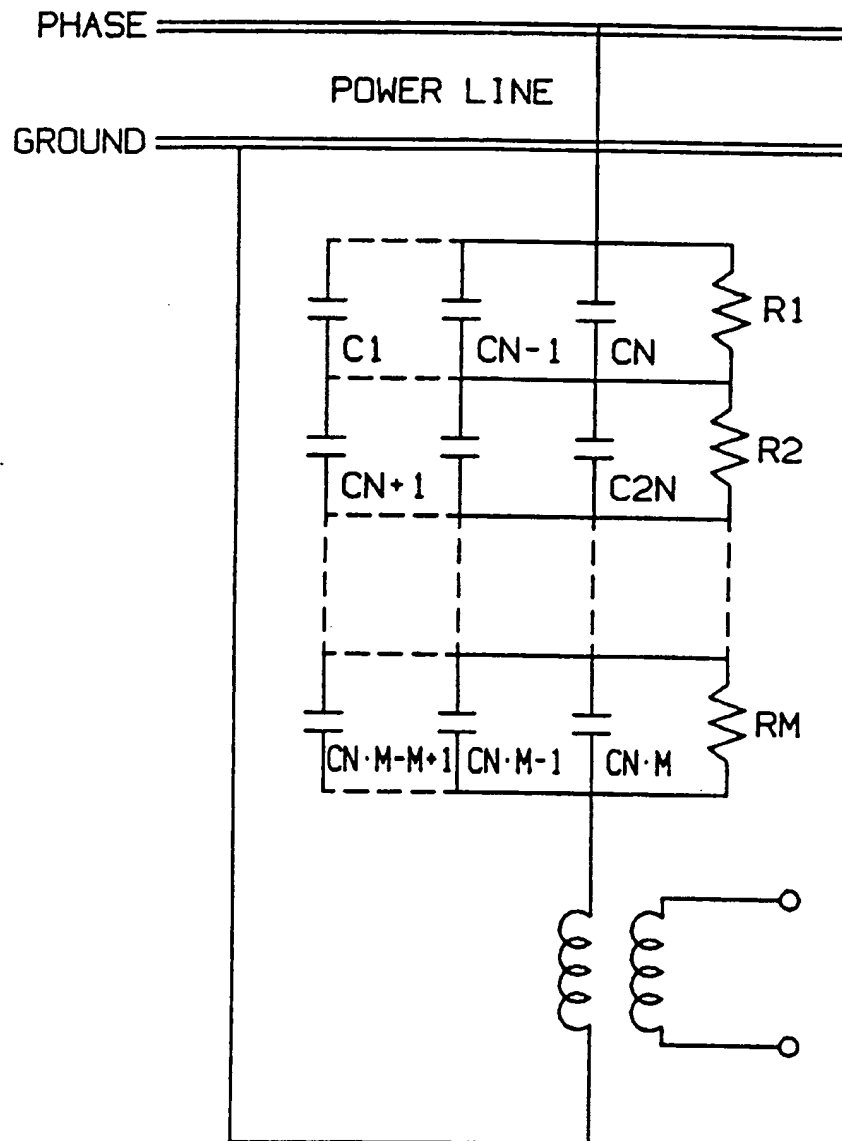 PHASE
POWER LINE
GROUND
R1
C1
CN-1
CN
R2
CN+1
C2N
RM
CN·M-M+1
CN·M-1
CN·M